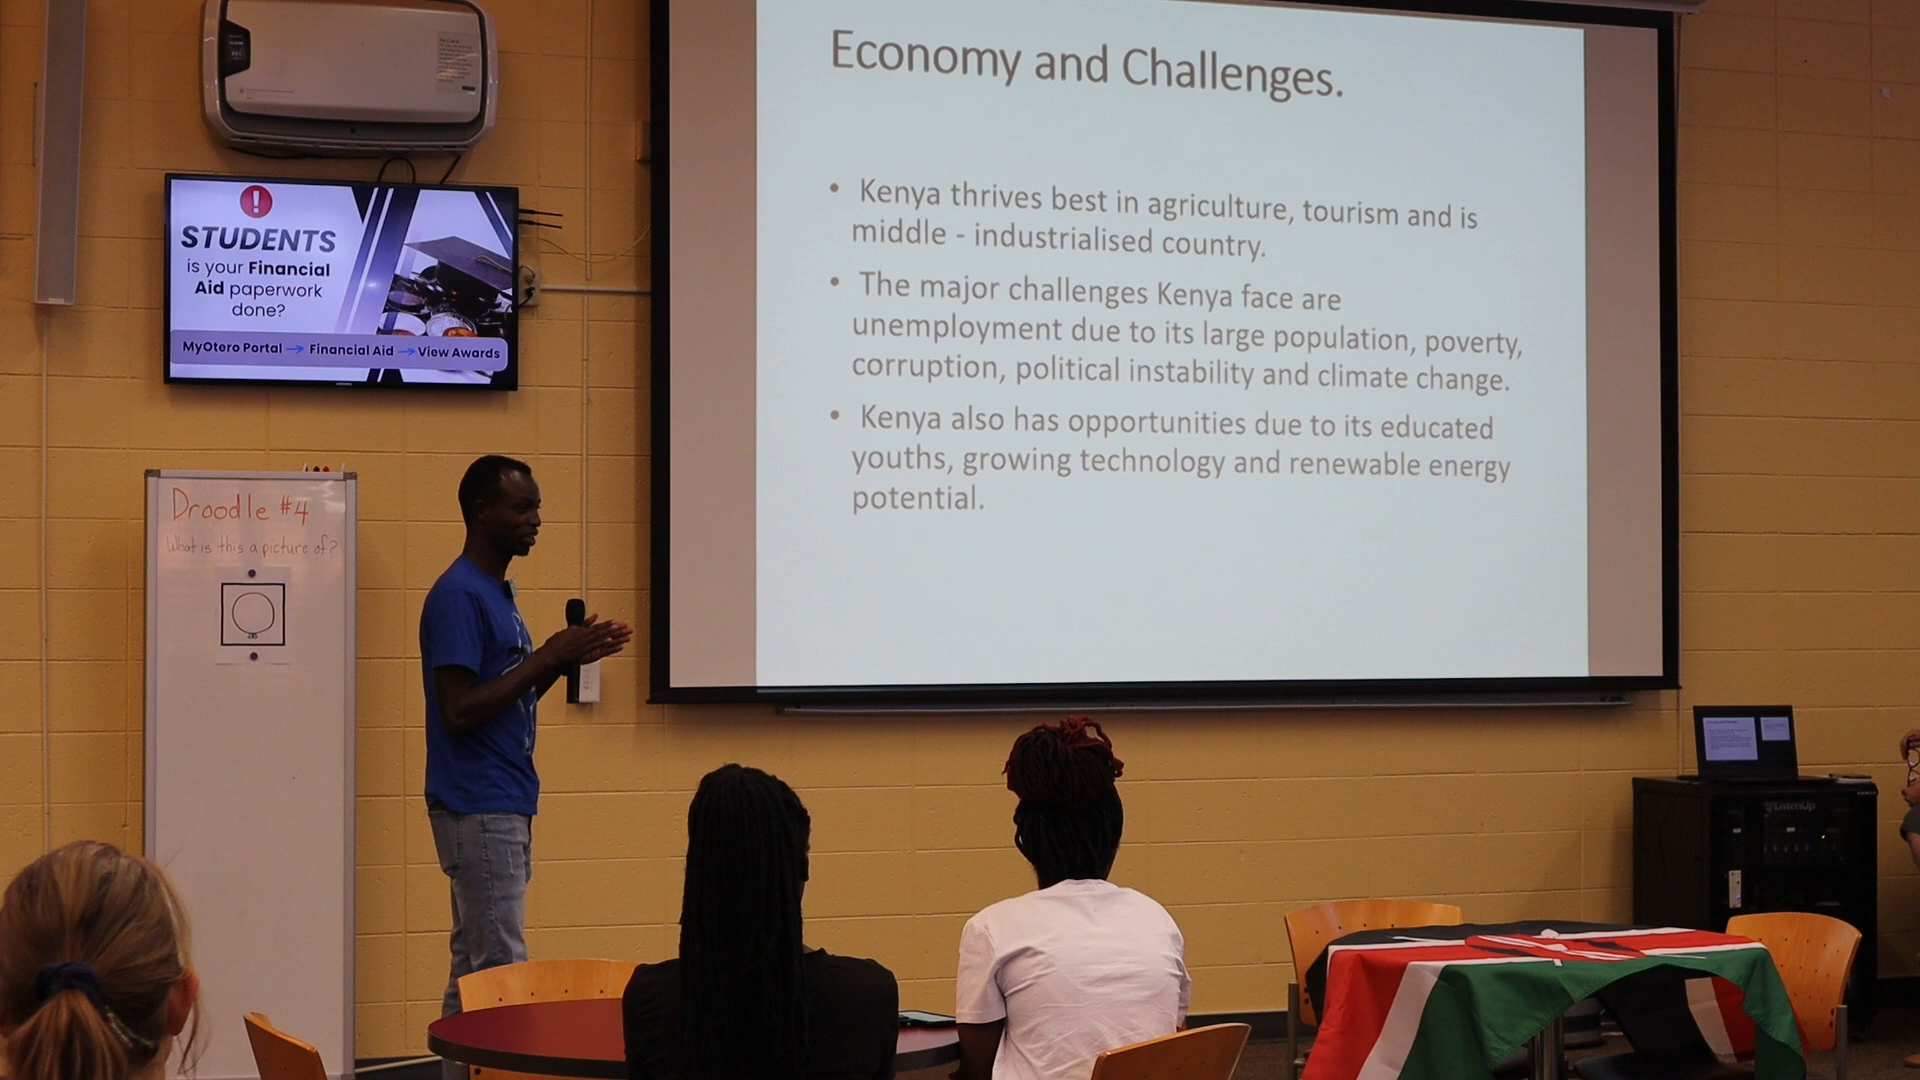 Economy and Challenges.
• Kenya thrives best in agriculture, tourism and is
middle - industrialised country.
• The major challenges Kenya face are
unemployment due to its large population, poverty,
corruption, political instability and climate change.
• Kenya also has opportunities due to its educated
youths, growing technology and renewable energy
potential.
!
STUDENTS
is your Financial
Aid paperwork
done?
MyOtero Portal → Financial Aid → View Awards
Droodle #4
What is this a picture of?
ListenUp